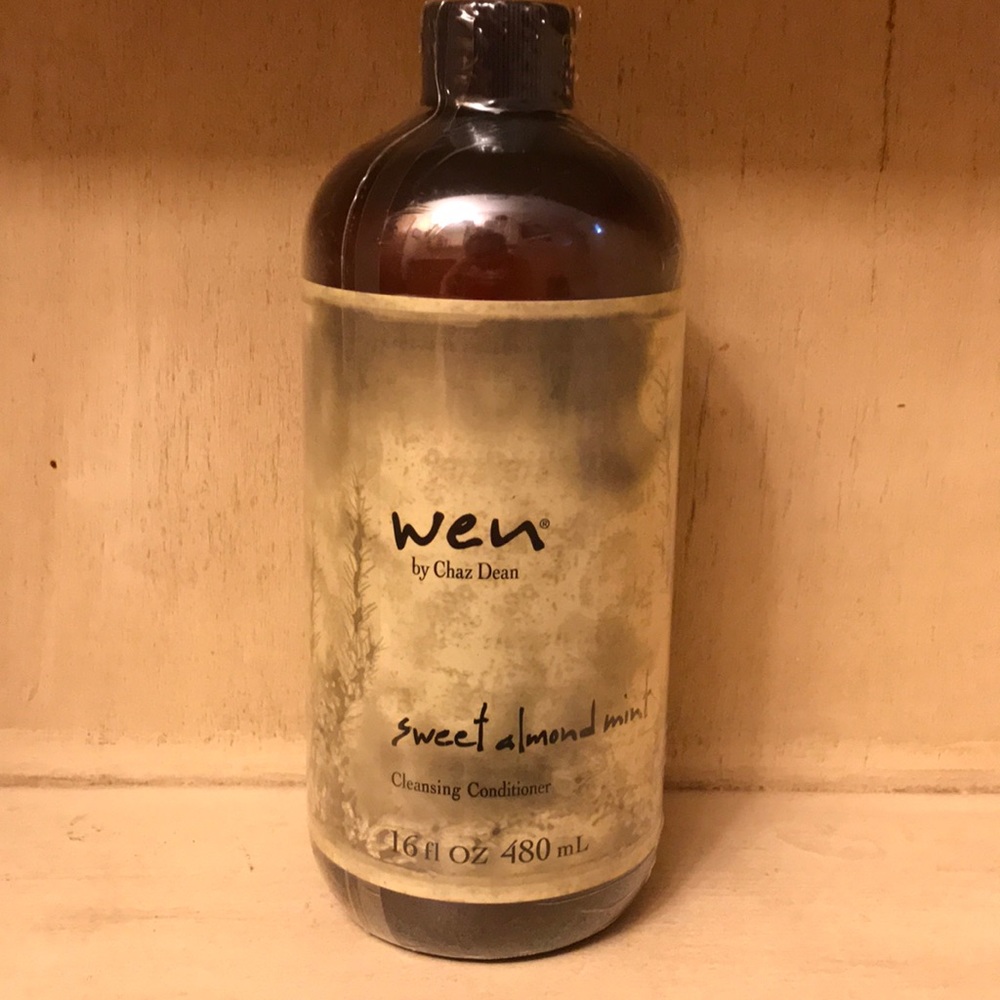 wen®
by Chaz Dean
sweet almond mint
Cleansing Conditioner
16 fl OZ 480 mL